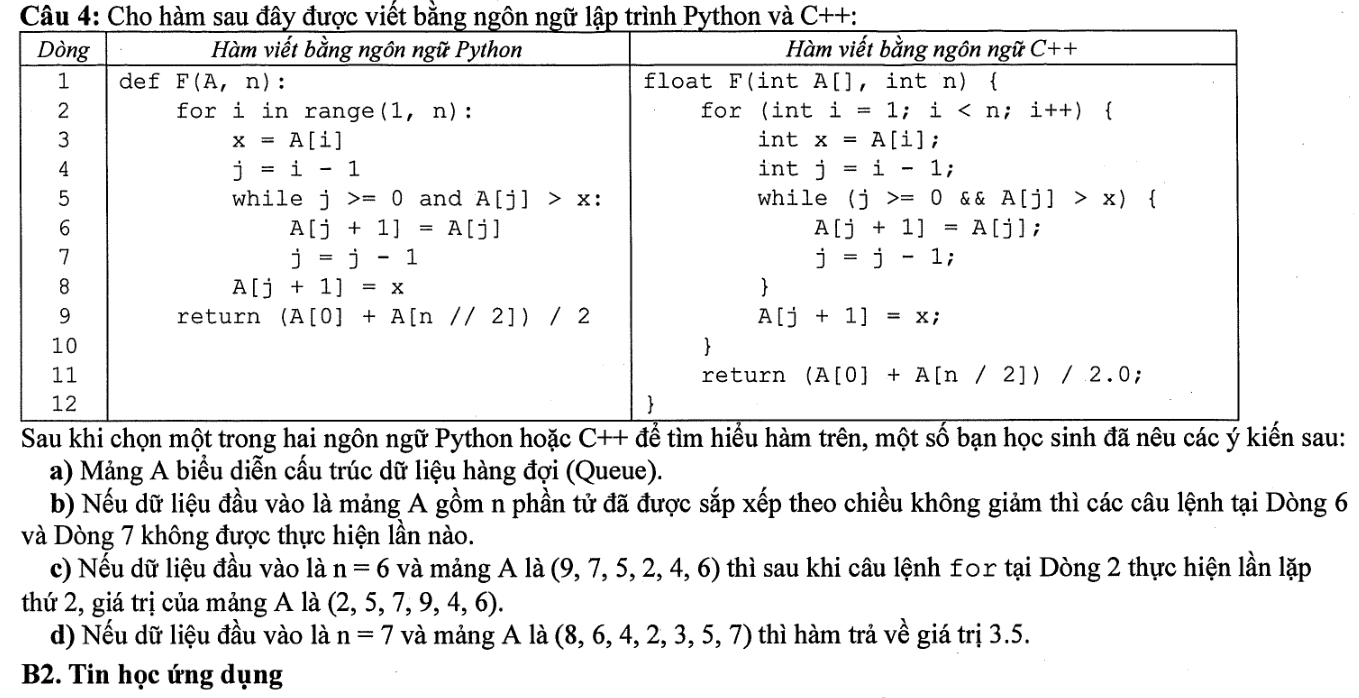 Câu 4: Cho hàm sau đây được viết bằng ngôn ngữ lập trình Python và C++:
Dòng Hàm viết bằng ngôn ngữ Python Hàm viết bằng ngôn ngữ C++
1 def F(A, n): float F(int A[], int n) {
2 for i in range(1, n): for (int i = 1; i < n; i++) {
3 x = A[i] int x = A[i];
4 j = i - 1 int j = i - 1;
5 while j >= 0 and A[j] > x: while (j >= 0 && A[j] > x) {
6 A[j + 1] = A[j] A[j + 1] = A[j];
7 j = j - 1 j = j - 1;
8 A[j + 1] = x }
9 return (A[0] + A[n // 2]) / 2 A[j + 1] = x;
10 }
11 return (A[0] + A[n / 2]) / 2.0;
12 }
Sau khi chọn một trong hai ngôn ngữ Python hoặc C++ để tìm hiểu hàm trên, một số bạn học sinh đã nêu các ý kiến sau:
a) Mảng A biểu diễn cấu trúc dữ liệu hàng đợi (Queue).
b) Nếu dữ liệu đầu vào là mảng A gồm n phần tử đã được sắp xếp theo chiều không giảm thì các câu lệnh tại Dòng 6
và Dòng 7 không được thực hiện lần nào.
c) Nếu dữ liệu đầu vào là n = 6 và mảng A là (9, 7, 5, 2, 4, 6) thì sau khi câu lệnh for tại Dòng 2 thực hiện lần lặp
thứ 2, giá trị của mảng A là (2, 5, 7, 9, 4, 6).
d) Nếu dữ liệu đầu vào là n = 7 và mảng A là (8, 6, 4, 2, 3, 5, 7) thì hàm trả về giá trị 3.5.
B2. Tin học ứng dụng